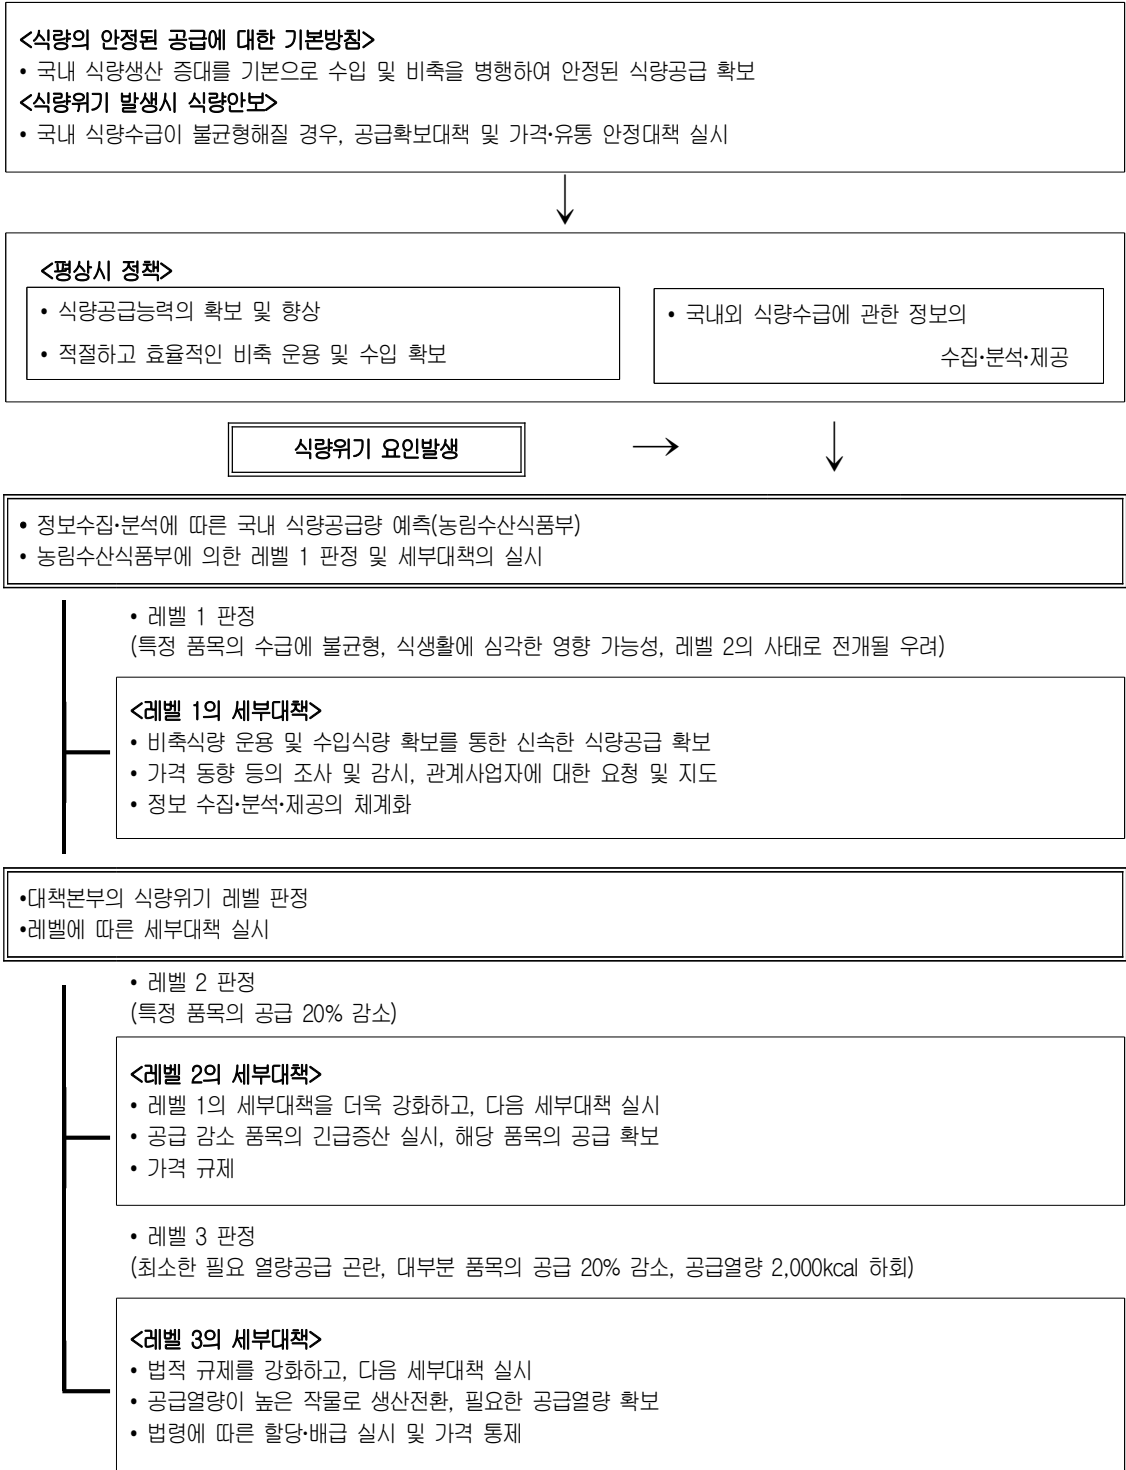 <식량의 안정된 공급에 대한 기본방침>
• 국내 식량생산 증대를 기본으로 수입 및 비축을 병행하여 안정된 식량공급 확보
<식량위기 발생시 식량안보>
• 국내 식량수급이 불균형해질 경우, 공급확보대책 및 가격·유통 안정대책 실시
<평상시 정책>
• 식량공급능력의 확보 및 향상
• 적절하고 효율적인 비축 운용 및 수입 확보
• 국내외 식량수급에 관한 정보의
수집·분석·제공
식량위기 요인발생
• 정보수집·분석에 따른 국내 식량공급량 예측(농림수산식품부)
• 농림수산식품부에 의한 레벨 1 판정 및 세부대책의 실시
• 레벨 1 판정
(특정 품목의 수급에 불균형, 식생활에 심각한 영향 가능성, 레벨 2의 사태로 전개될 우려)
<레벨 1의 세부대책>
• 비축식량 운용 및 수입식량 확보를 통한 신속한 식량공급 확보
• 가격 동향 등의 조사 및 감시, 관계사업자에 대한 요청 및 지도
• 정보 수집·분석·제공의 체계화
•대책본부의 식량위기 레벨 판정
•레벨에 따른 세부대책 실시
• 레벨 2 판정
(특정 품목의 공급 20% 감소)
<레벨 2의 세부대책>
• 레벨 1의 세부대책을 더욱 강화하고, 다음 세부대책 실시
• 공급 감소 품목의 긴급증산 실시, 해당 품목의 공급 확보
• 가격 규제
• 레벨 3 판정
(최소한 필요 열량공급 곤란, 대부분 품목의 공급 20% 감소, 공급열량 2,000kcal 하회)
<레벨 3의 세부대책>
• 법적 규제를 강화하고, 다음 세부대책 실시
• 공급열량이 높은 작물로 생산전환, 필요한 공급열량 확보
• 법령에 따른 할당·배급 실시 및 가격 통제